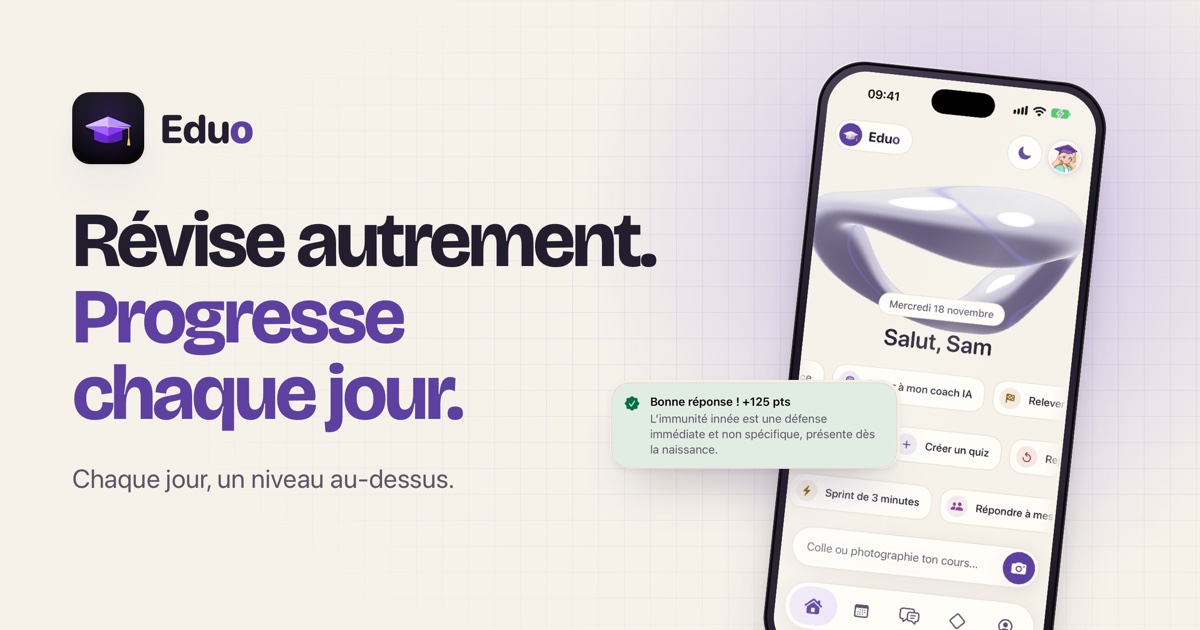 Eduo
Révise autrement.
Progresse
chaque jour.
Chaque jour, un niveau au-dessus.
09:41
Eduo
Mercredi 18 novembre
Salut, Sam
à mon coach IA
Bonne réponse ! +125 pts
L'immunité innée est une défense
immédiate et non spécifique, présente dès
la naissance.
Créer un quiz
Sprint de 3 minutes
Répondre à mes
Colle ou photographie ton cours...